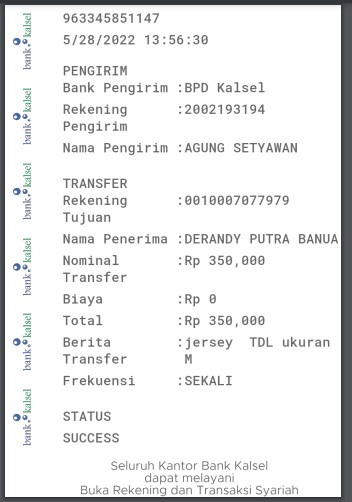 963345851147
5/28/2022 13:56:30
PENGIRIM
Bank Pengirim :BPD Kalsel
Rekening :2002193194
Pengirim
Nama Pengirim :AGUNG SETYAWAN
TRANSFER
Rekening :0010007077979
Tujuan
Nama Penerima :DERANDY PUTRA BANUA
Nominal :Rp 350,000
Transfer
Biaya :Rp 0
Total :Rp 350,000
Berita :jersey TDL ukuran
Transfer M
Frekuensi :SEKALI
STATUS
SUCCESS
Seluruh Kantor Bank Kalsel
dapat melayani
Buka Rekening dan Transaksi Syariah
bank kalsel
bank kalsel
bank kalsel
bank kalsel
bank kalsel
bank kalsel